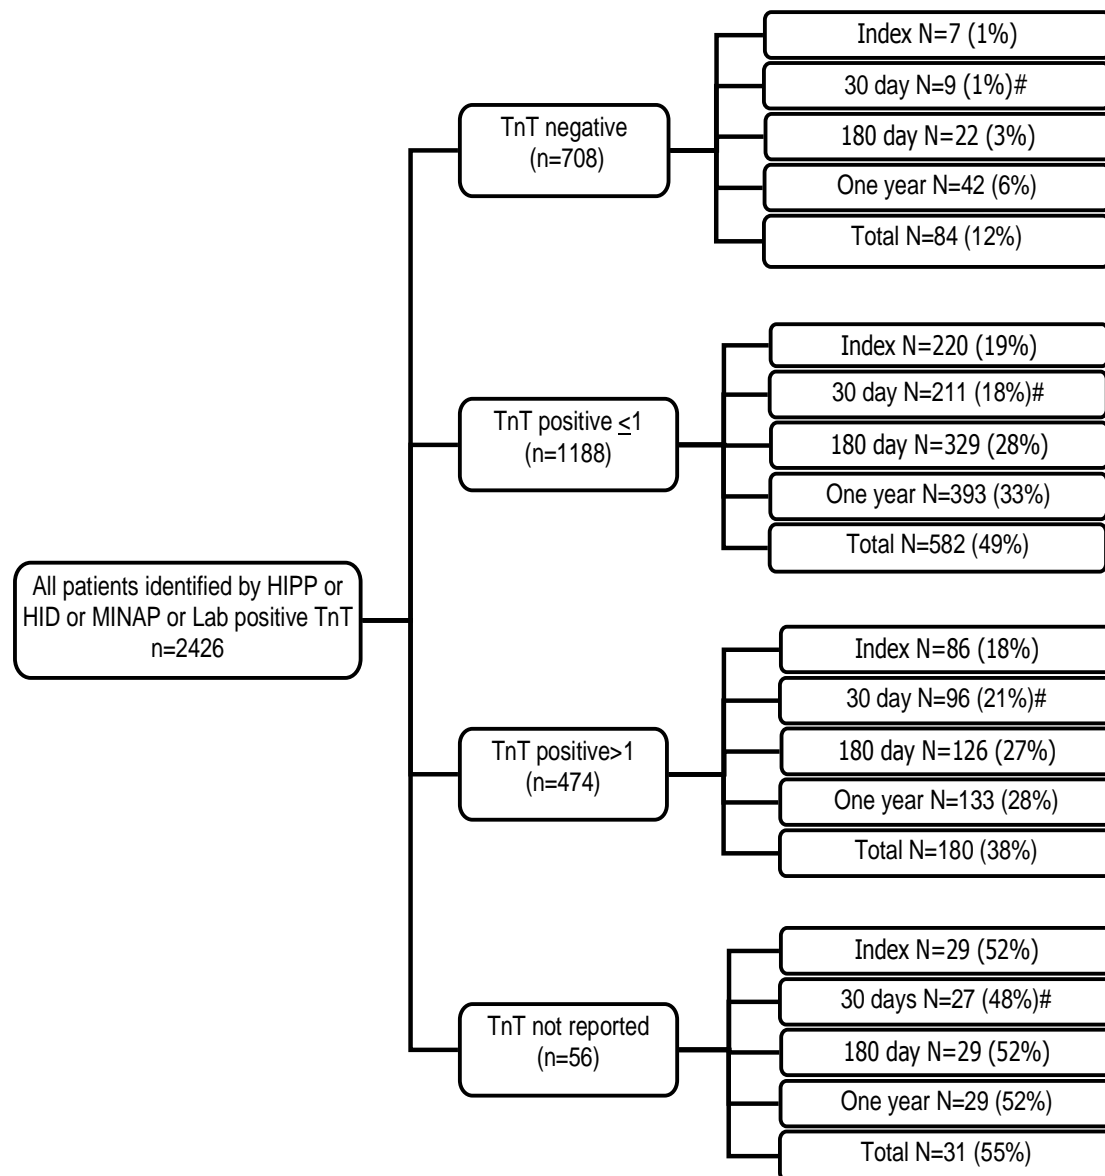 All patients identified by HIPP or
HID or MINAP or Lab positive TnT
n=2426
TnT negative
(n=708)
Index N=7 (1%)
30 day N=9 (1%)#
180 day N=22 (3%)
One year N=42 (6%)
Total N=84 (12%)
TnT positive ≤1
(n=1188)
Index N=220 (19%)
30 day N=211 (18%)#
180 day N=329 (28%)
One year N=393 (33%)
Total N=582 (49%)
TnT positive>1
(n=474)
Index N=86 (18%)
30 day N=96 (21%)#
180 day N=126 (27%)
One year N=133 (28%)
Total N=180 (38%)
TnT not reported
(n=56)
Index N=29 (52%)
30 days N=27 (48%)#
180 day N=29 (52%)
One year N=29 (52%)
Total N=31 (55%)